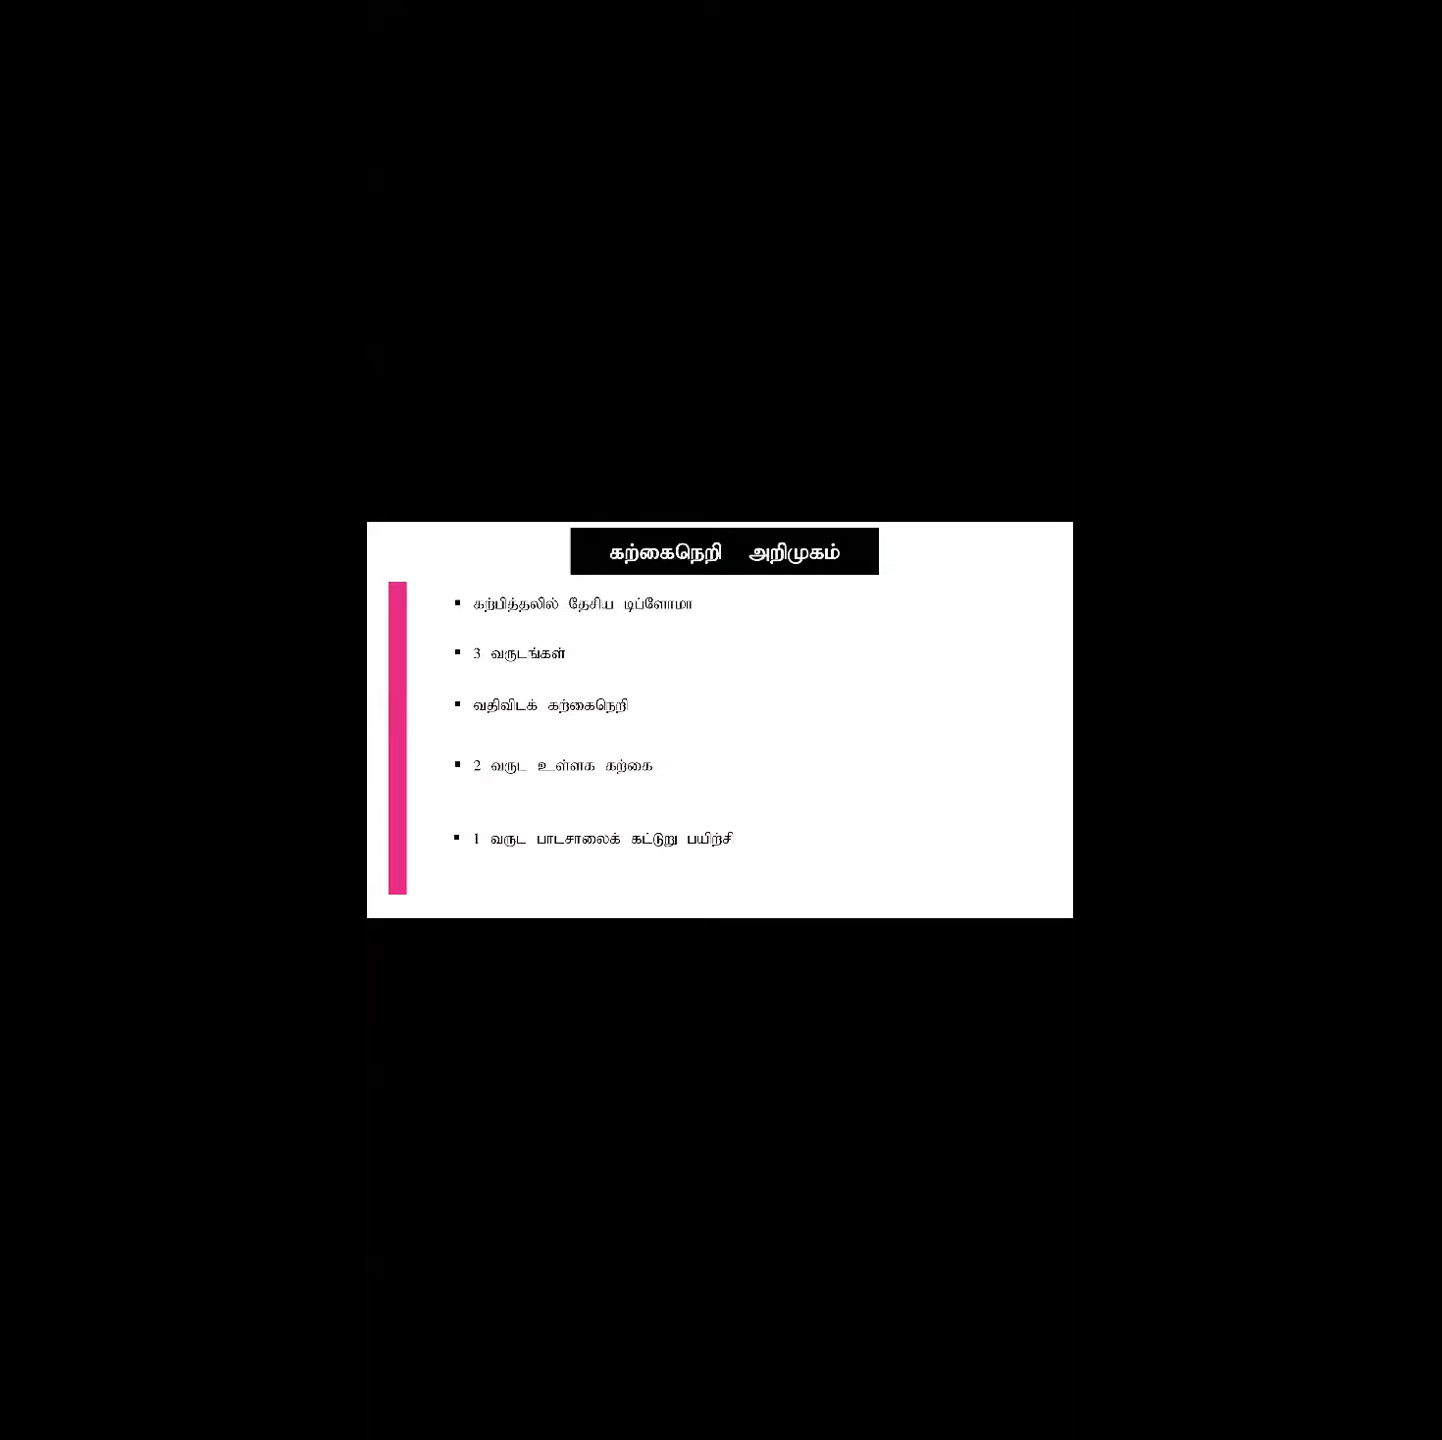 கற்கைநெறி அறிமுகம்
▪ கற்பித்தலில் தேசிய டிப்ளோமா
▪ 3 வருடங்கள்
▪ வதிவிடக் கற்கைநெறி
▪ 2 வருட உள்ளக கற்கை
▪ 1 வருட பாடசாலைக் கட்டுறு பயிற்சி